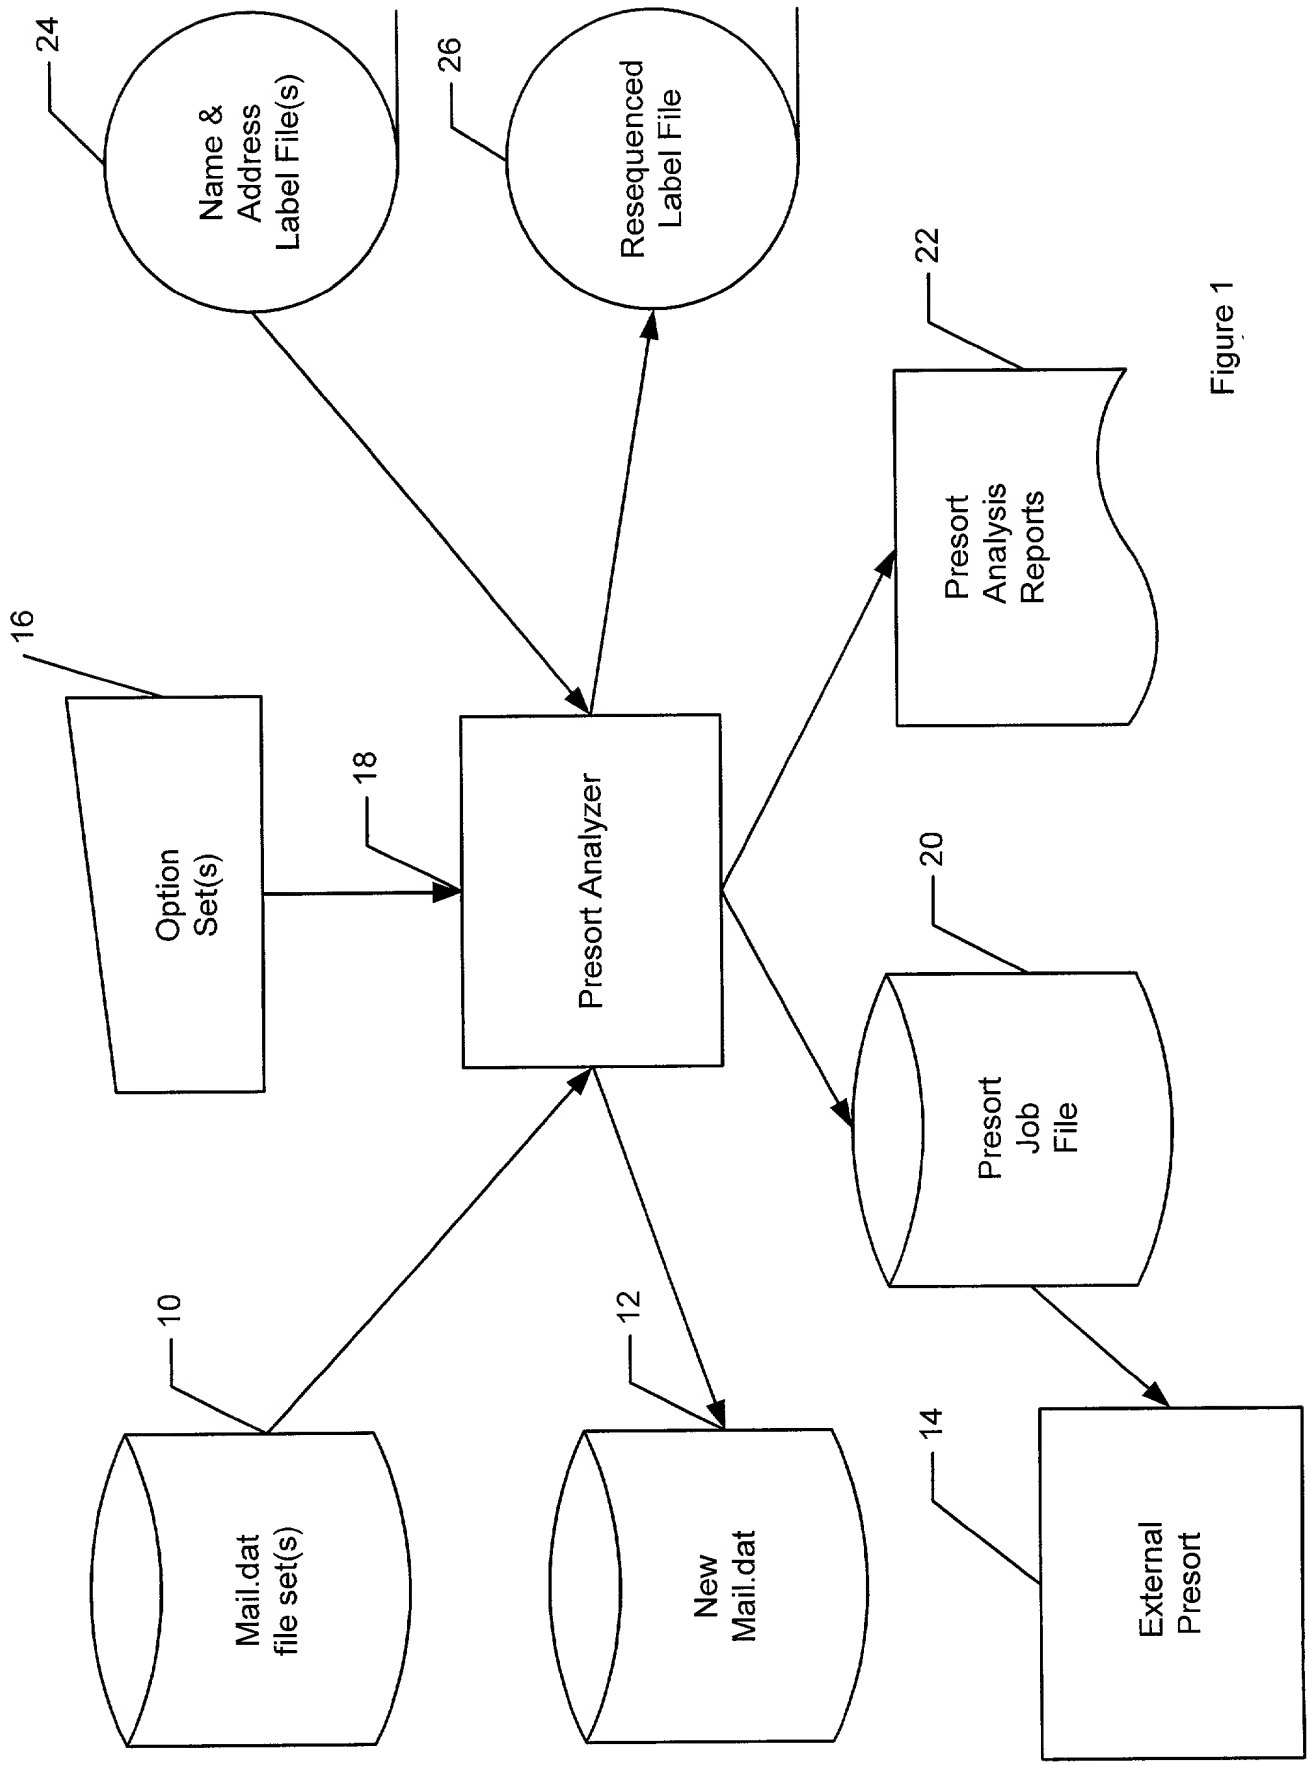 10
Mail.dat
file set(s)
16
Option
Set(s)
24
Name &
Address
Label File(s)
12
New
Mail.dat
18
Presort Analyzer
26
Resequenced
Label File
14
External
Presort
20
Presort
Job
File
22
Presort
Analysis
Reports
Figure 1